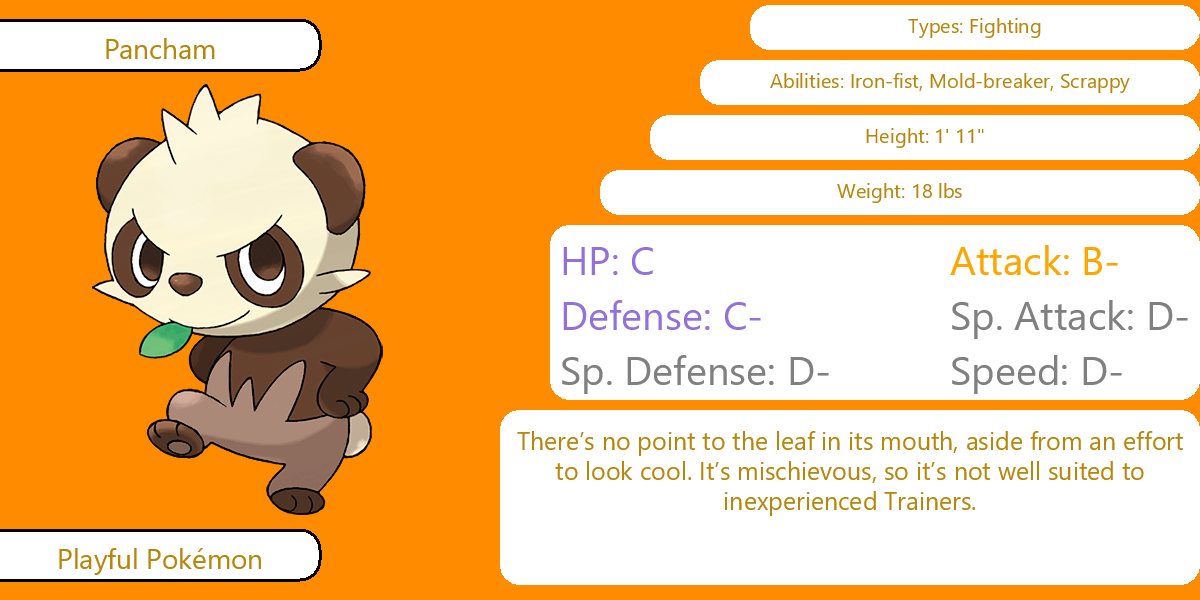 Pancham
Types: Fighting
Abilities: Iron-fist, Mold-breaker, Scrappy
Height: 1' 11"
Weight: 18 lbs
HP: C
Attack: B-
Defense: C-
Sp. Attack: D-
Sp. Defense: D-
Speed: D-
There’s no point to the leaf in its mouth, aside from an effort
to look cool. It’s mischievous, so it’s not well suited to
inexperienced Trainers.
Playful Pokémon